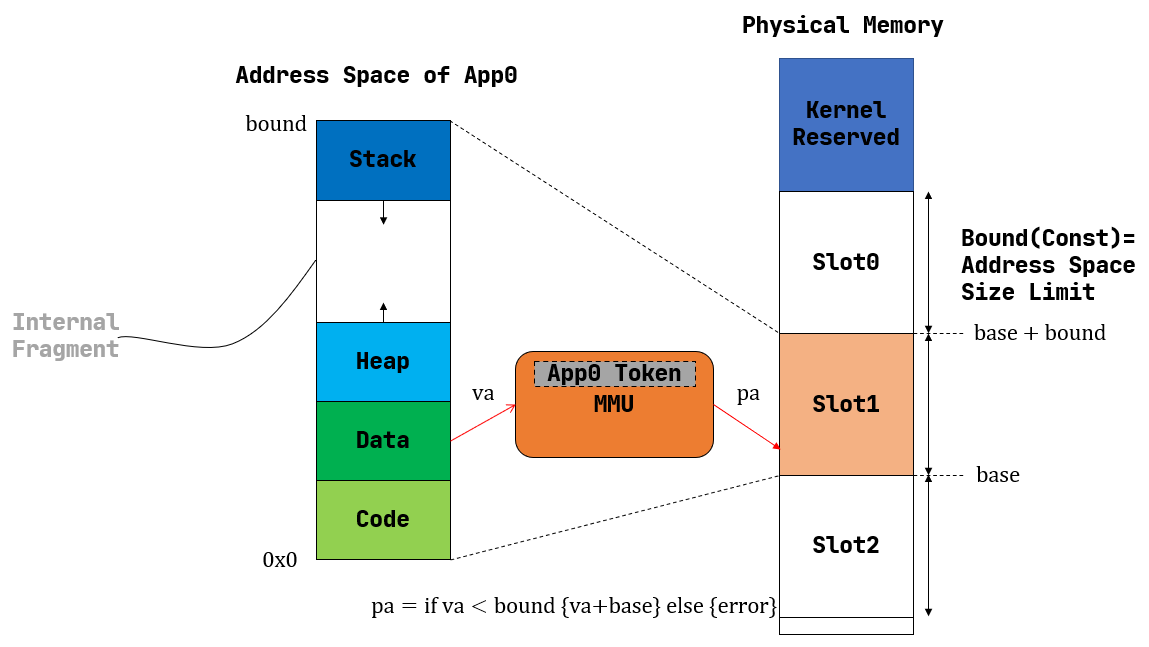 Physical Memory
Address Space of App0
bound
Stack
Kernel
Reserved
Slot0
Bound(Const)=
Address Space
Size Limit
Internal
Fragment
base + bound
Heap
va
App0 Token
MMU
pa
Slot1
Data
base
Code
0x0
Slot2
pa = if va < bound {va+base} else {error}